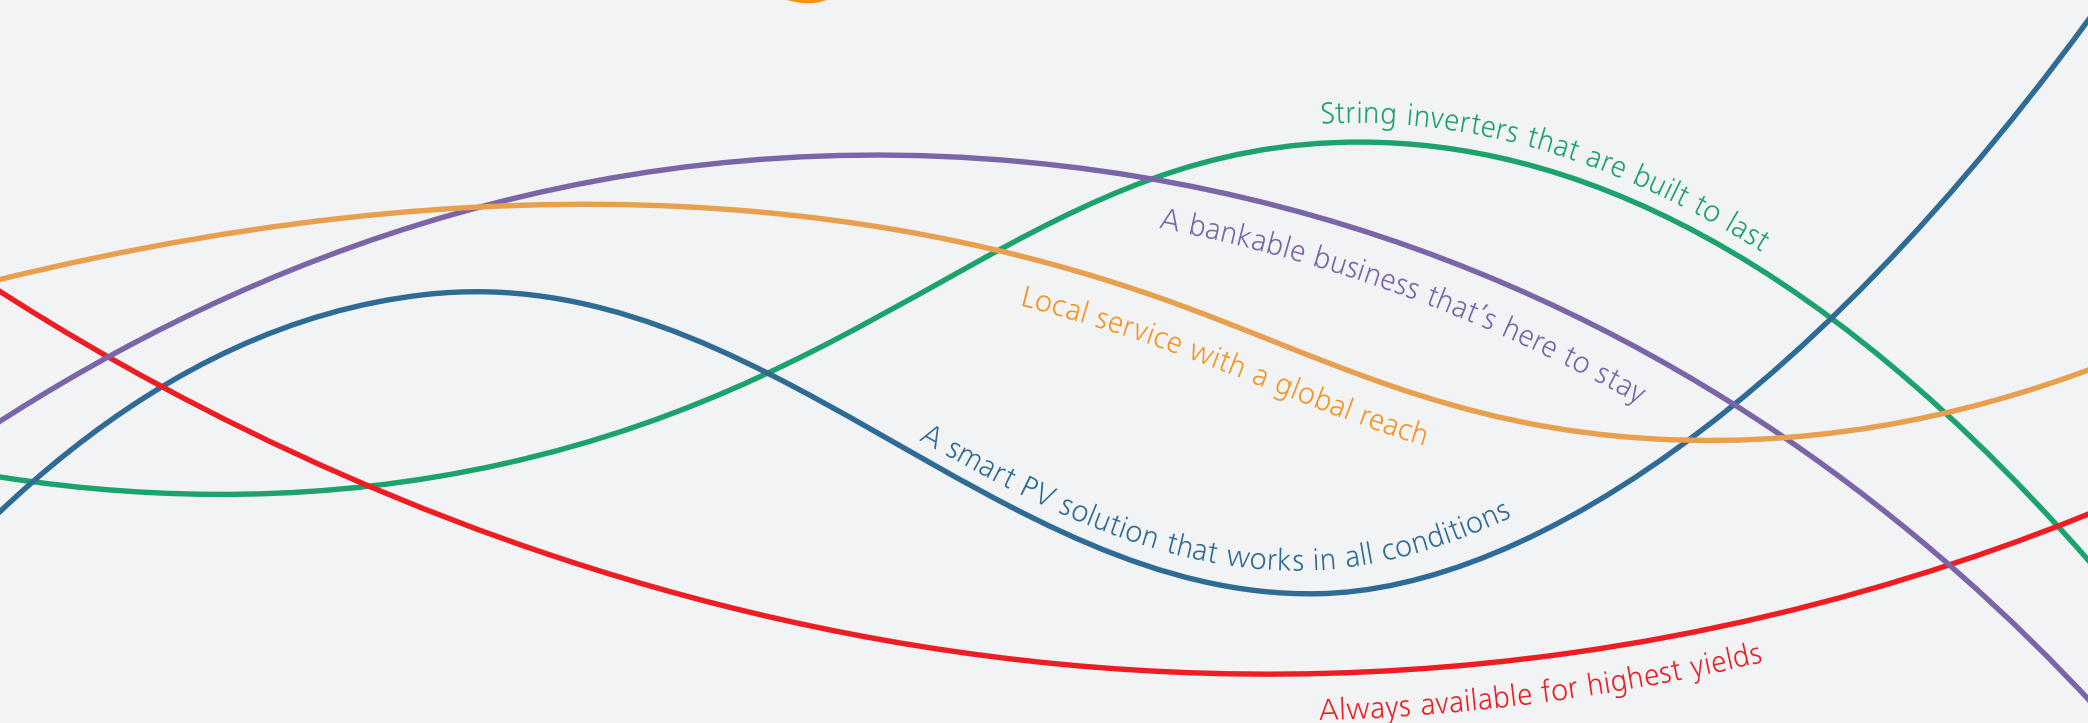 String inverters that are built to last
A bankable business that’s here to stay
Local service with a global reach
A smart PV solution that works in all conditions
Always available for highest yields